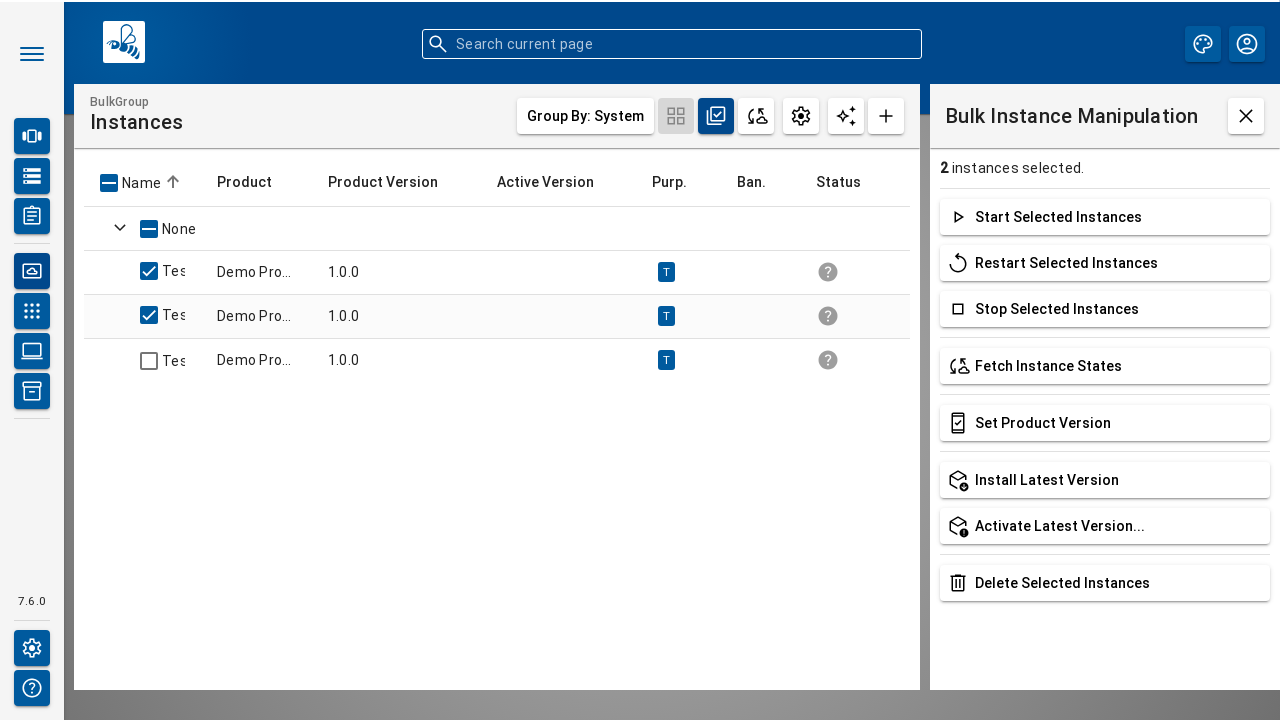 Search current page
BulkGroup
Instances
Group By: System
Bulk Instance Manipulation
2 instances selected.
Name
Product
Product Version
Active Version
Purp.
Ban.
Status
None
Tes
Demo Pro...
1.0.0
T
?
Tes
Demo Pro...
1.0.0
T
?
Tes
Demo Pro...
1.0.0
T
?
Start Selected Instances
Restart Selected Instances
Stop Selected Instances
Fetch Instance States
Set Product Version
Install Latest Version
Activate Latest Version...
Delete Selected Instances
7.6.0